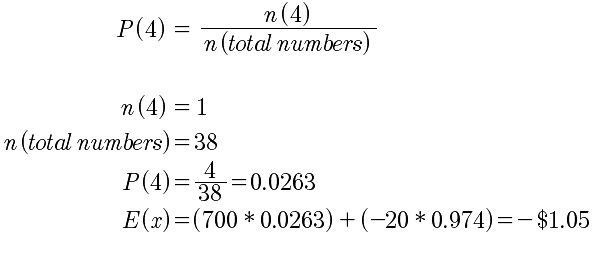 P(4) = n(4) / n(total numbers)
n(4) = 1
n(total numbers) = 38
P(4) = 4/38 = 0.0263
E(x) = (700 * 0.0263) + (−20 * 0.974) = − $1.05